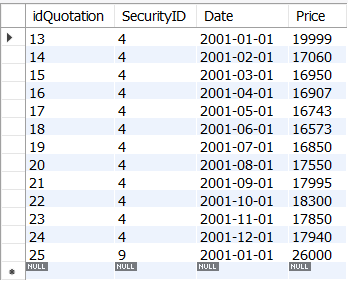 idQuotation SecurityID Date Price
13 4 2001-01-01 19999
14 4 2001-02-01 17060
15 4 2001-03-01 16950
16 4 2001-04-01 16907
17 4 2001-05-01 16743
18 4 2001-06-01 16573
19 4 2001-07-01 16850
20 4 2001-08-01 17550
21 4 2001-09-01 17995
22 4 2001-10-01 18300
23 4 2001-11-01 17850
24 4 2001-12-01 17940
25 9 2001-01-01 26000
NULL NULL NULL NULL